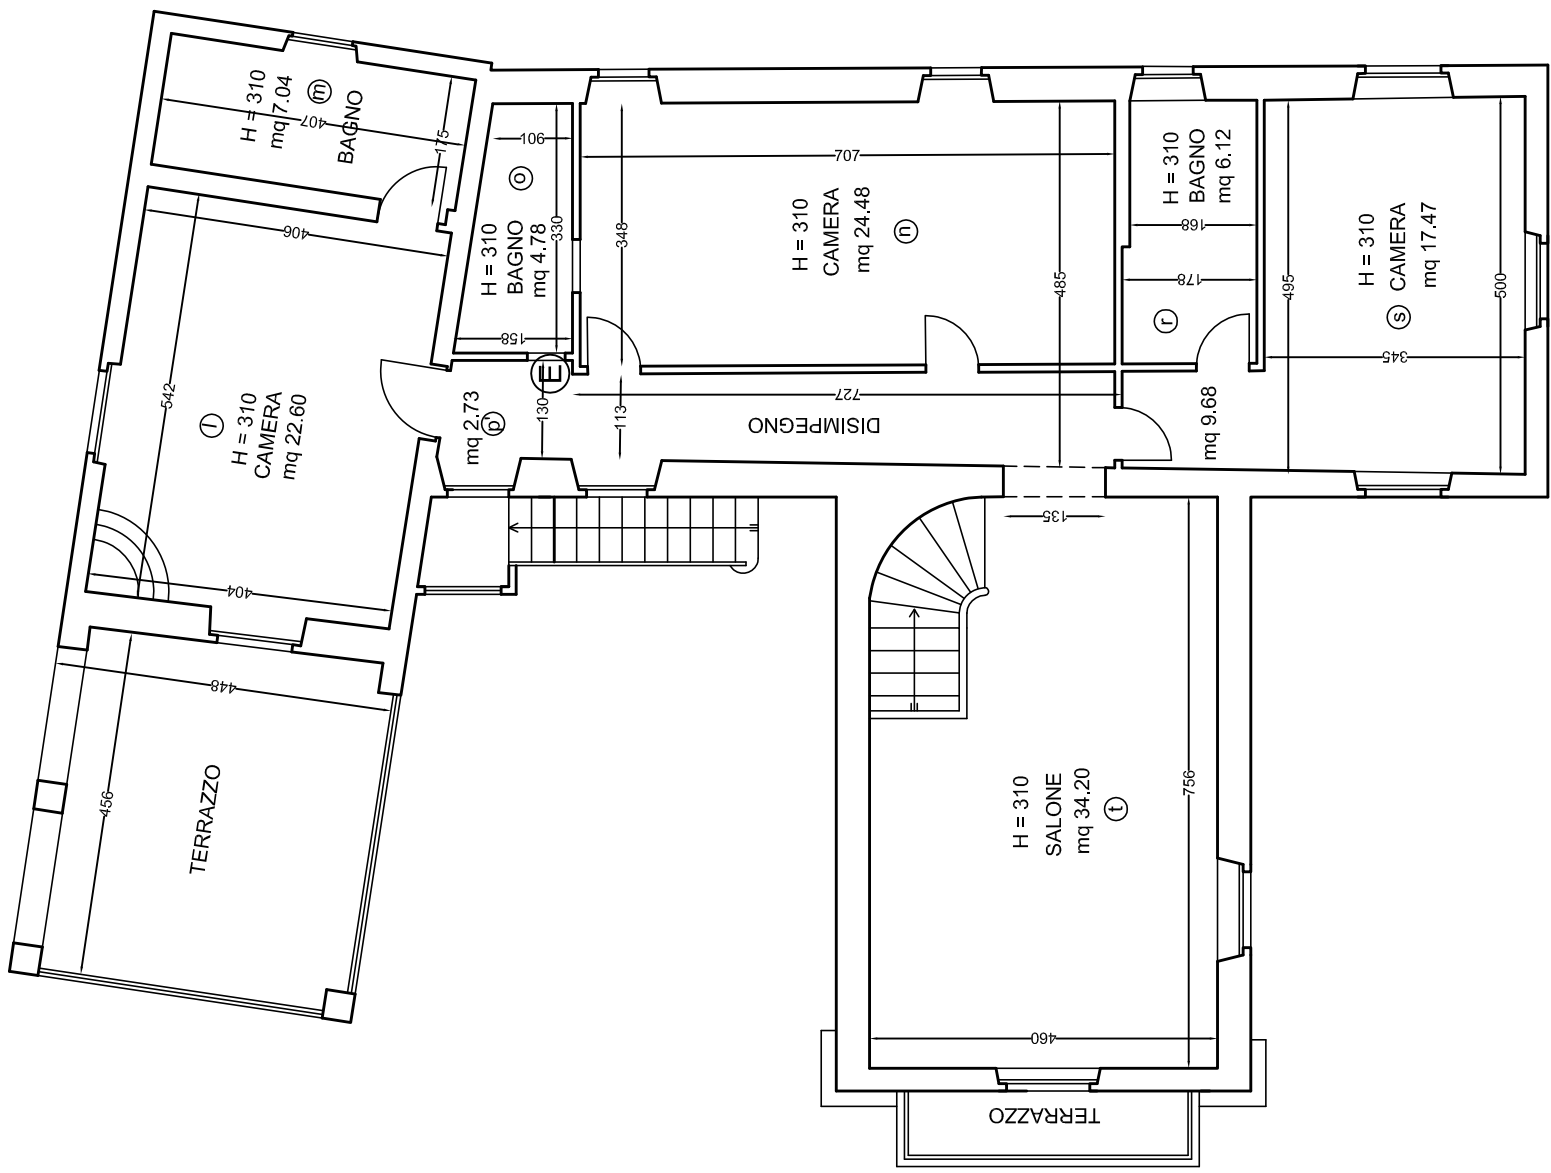 H = 310
mq 7.04
m
BAGNO
407
175
106
o
H = 310
BAGNO
mq 4.78
330
158
348
707
H = 310
CAMERA
mq 24.48
n
485
H = 310
BAGNO
mq 6.12
168
178
r
495
H = 310
CAMERA
mq 17.47
s
500
345
406
542
l
H = 310
CAMERA
mq 22.60
404
mq 2.73
p'
E
130
113
727
DISIMPEGNO
mq 9.68
135
448
456
TERRAZZO
H = 310
SALONE
mq 34.20
t
756
460
TERRAZZO